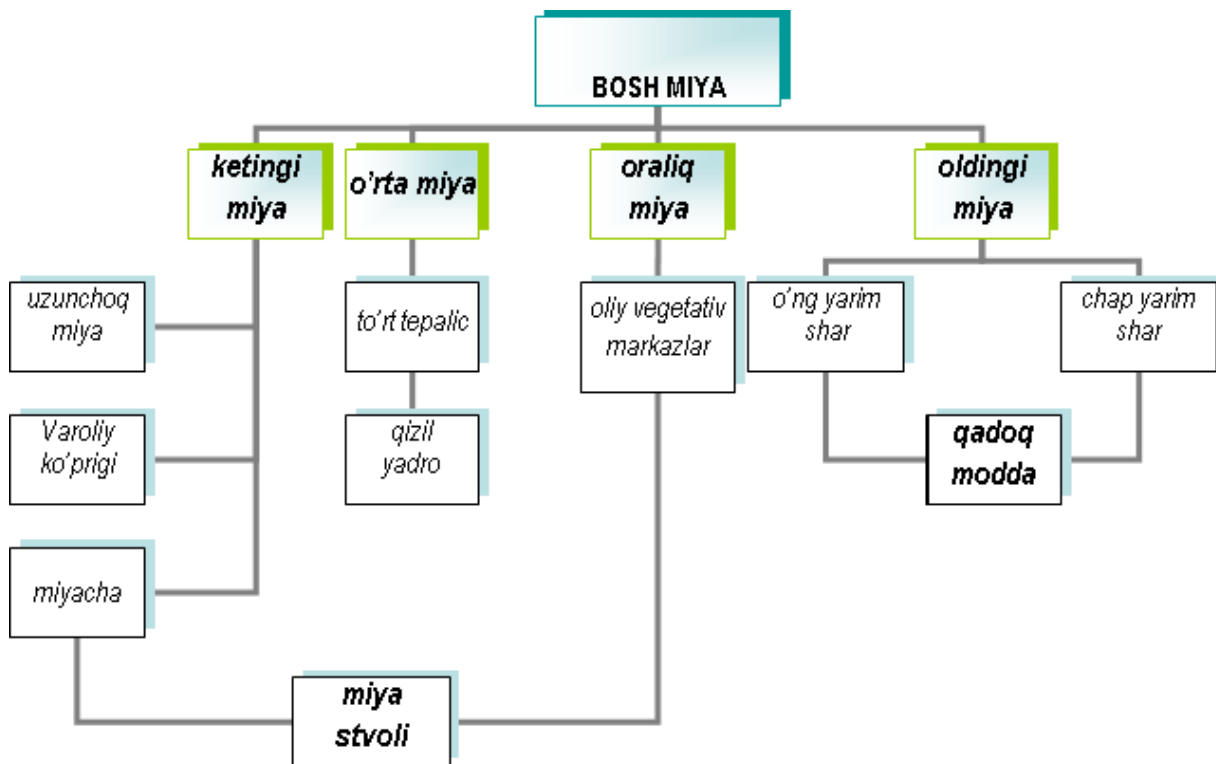 BOSH MIYA
ketingi
miya
o'rta miya
oraliq
miya
oldingi
miya
uzunchoq
miya
to'rt tepalic
oliy vegetativ
markazlar
o'ng yarim
shar
chap yarim
shar
Varoliy
ko'prigi
qizil
yadro
qadoq
modda
miyacha
miya
stvoli